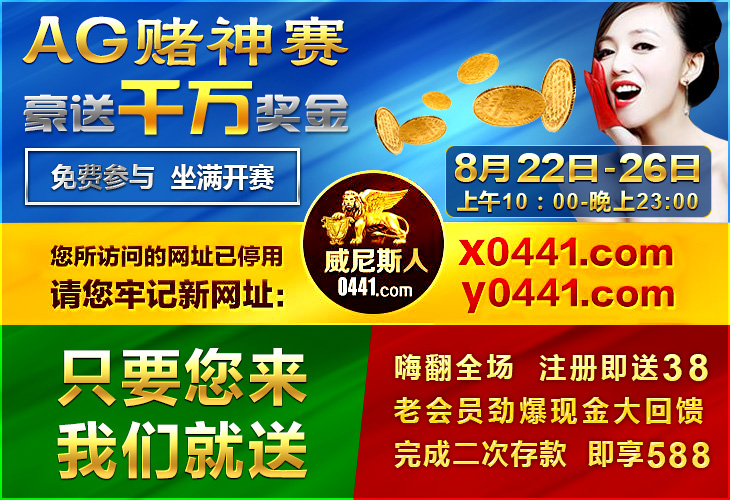 AG赌神赛
豪送千万奖金
免费参与 坐满开赛
8月22日-26日
上午10：00-晚上23:00
您所访问的网址已停用
请您牢记新网址:
威尼斯人
0441.com
x0441.com
y0441.com
只要您来
我们就送
嗨翻全场 注册即送38
老会员劲爆现金大回馈
完成二次存款 即享588